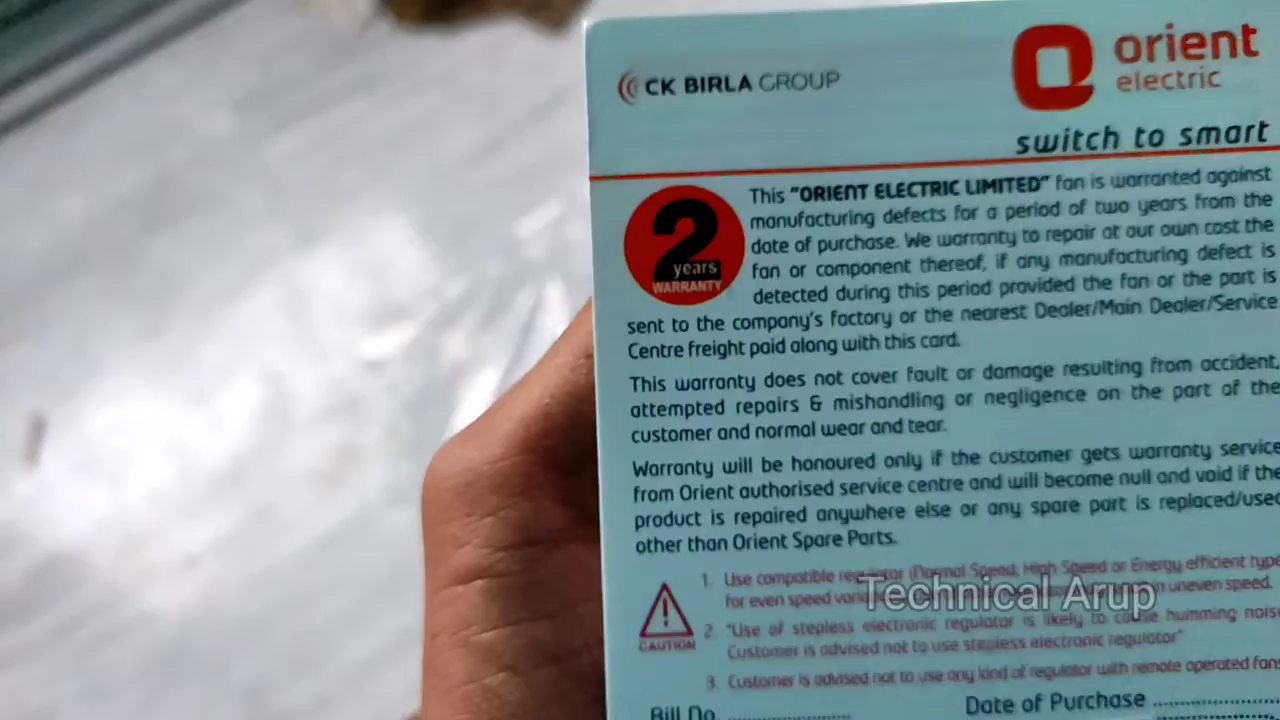 CK BIRLA GROUP
orient
electric
switch to smart
2
years
WARRANTY
This "ORIENT ELECTRIC LIMITED" fan is warranted against
manufacturing defects for a period of two years from the
date of purchase. We warranty to repair at our own cost the
fan or component thereof, if any manufacturing defect is
detected during this period provided the fan or the part is
sent to the company's factory or the nearest Dealer/Main Dealer/Service
Centre freight paid along with this card.
This warranty does not cover fault or damage resulting from accident,
attempted repairs & mishandling or negligence on the part of the
customer and normal wear and tear.
Warranty will be honoured only if the customer gets warranty service
from Orient authorised service centre and will become null and void if the
product is repaired anywhere else or any spare part is replaced/used
other than Orient Spare Parts.
CAUTION
1. Use compatible regulator (Normal Speed, High Speed or Energy efficient type
for even speed in uneven speed.
Technical Arup
2. "Use of stepless electronic regulator is likely to cause humming nois
Customer is advised not to use stepless electronic regulator"
3. Customer is advised not to use any kind of regulator with remote operated fans
Bill No. ....................
Date of Purchase ....................